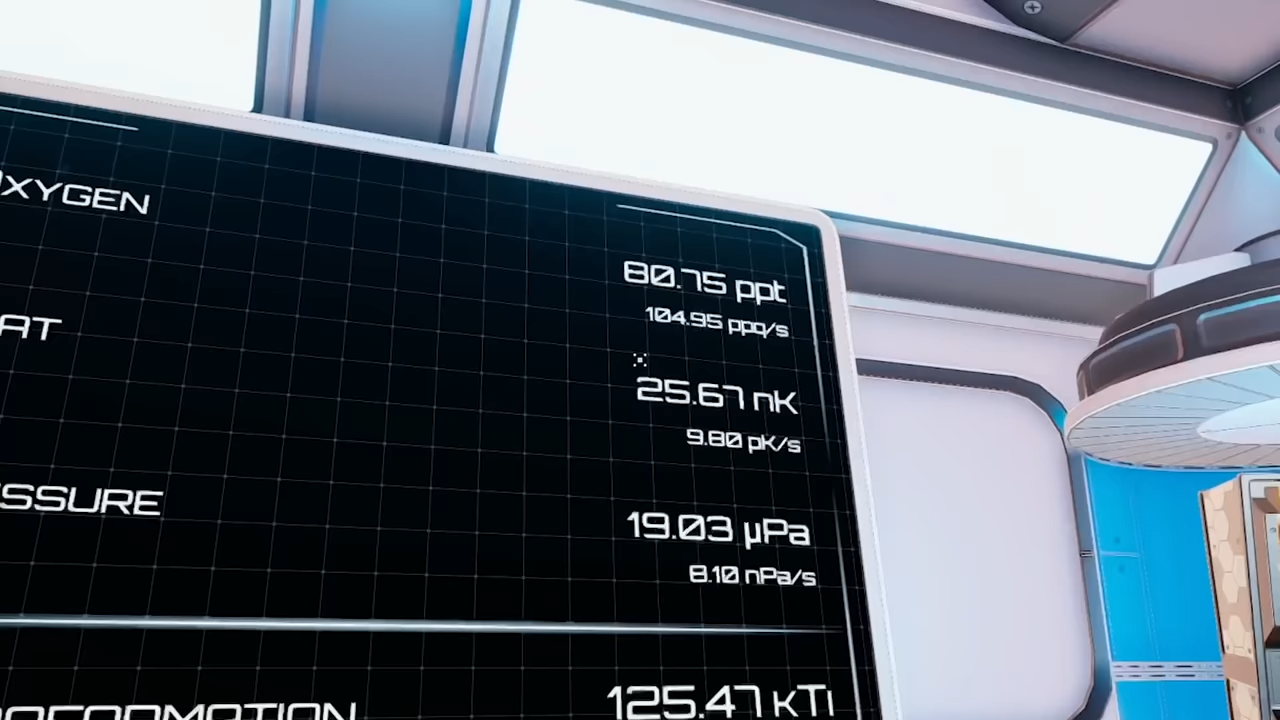 OXYGEN
80.75 ppt
104.95 ppq/s
AT
25.67 nK
9.80 pK/s
SSURE
19.03 µPa
8.10 nPa/s
125.47 kTi